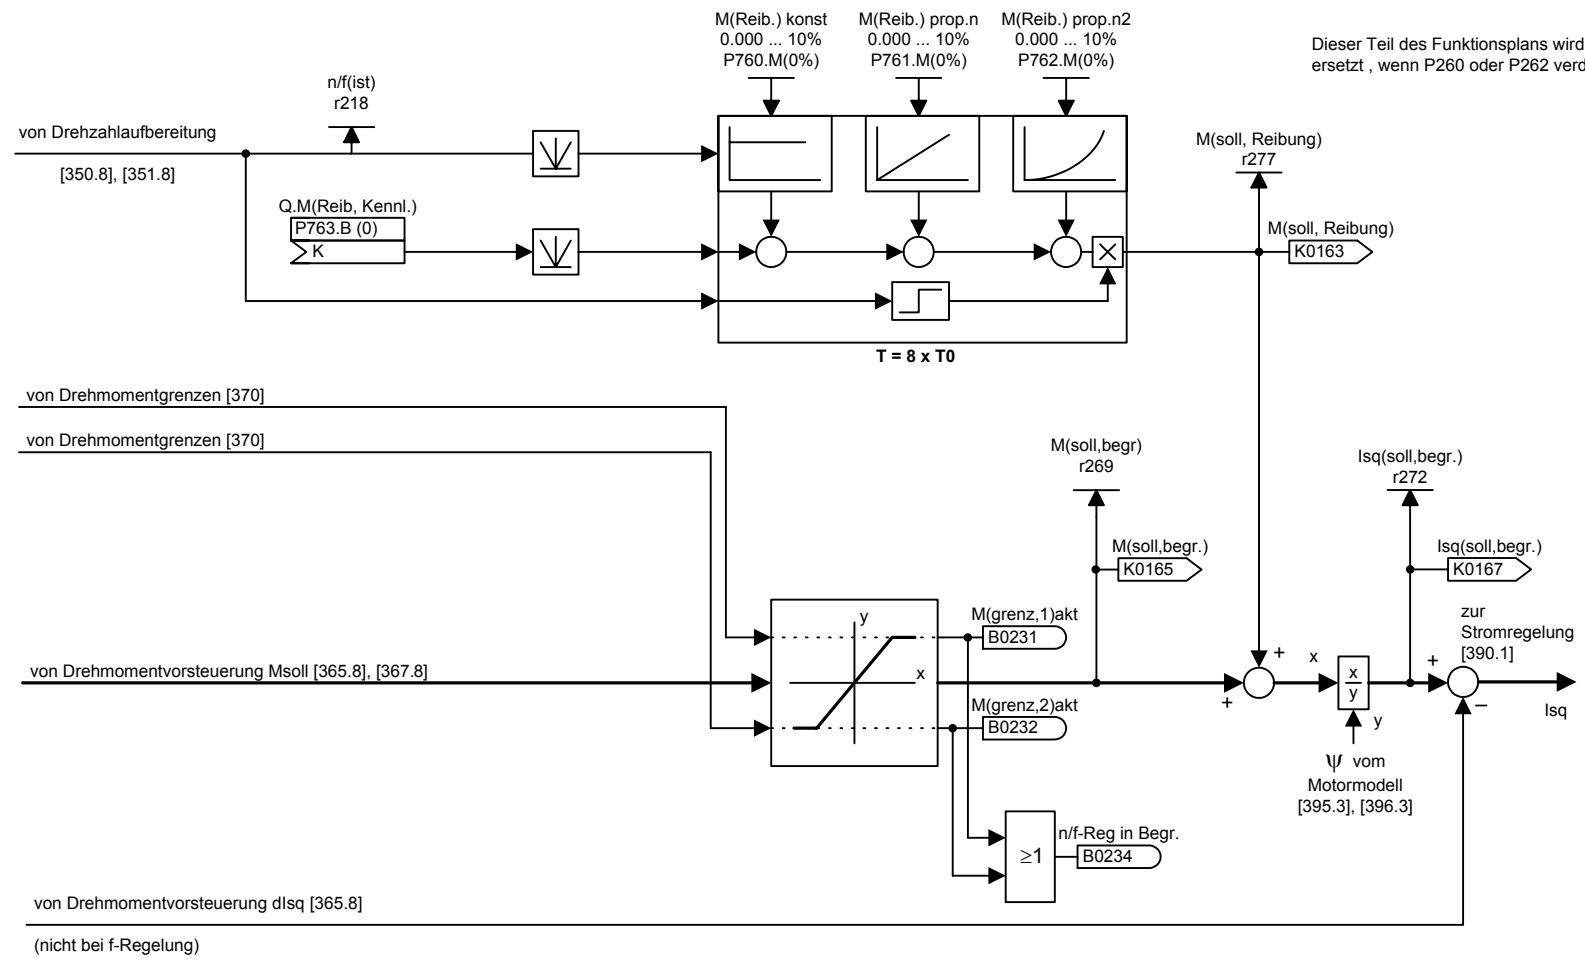 M(Reib.) konst
0.000 ... 10%
P760.M(0%)
M(Reib.) prop.n
0.000 ... 10%
P761.M(0%)
M(Reib.) prop.n2
0.000 ... 10%
P762.M(0%)
Dieser Teil des Funktionsplans wird
ersetzt , wenn P260 oder P262 verd
n/f(ist)
r218
von Drehzahlaufbereitung
[350.8], [351.8]
M(soll, Reibung)
r277
Q.M(Reib, Kennl.)
P763.B (0)
K
M(soll, Reibung)
K0163
T = 8 x T0
von Drehmomentgrenzen [370]
von Drehmomentgrenzen [370]
M(soll,begr)
r269
Isq(soll,begr.)
r272
M(soll,begr.)
K0165
Isq(soll,begr.)
K0167
y
x
M(grenz,1)akt
B0231
zur
Stromregelung
[390.1]
von Drehmomentvorsteuerung Msoll [365.8], [367.8]
+
+
x
x
y
+
–
Isq
M(grenz,2)akt
B0232
y
ψ vom
Motormodell
[395.3], [396.3]
≥1
n/f-Reg in Begr.
B0234
von Drehmomentvorsteuerung dIsq [365.8]
(nicht bei f-Regelung)